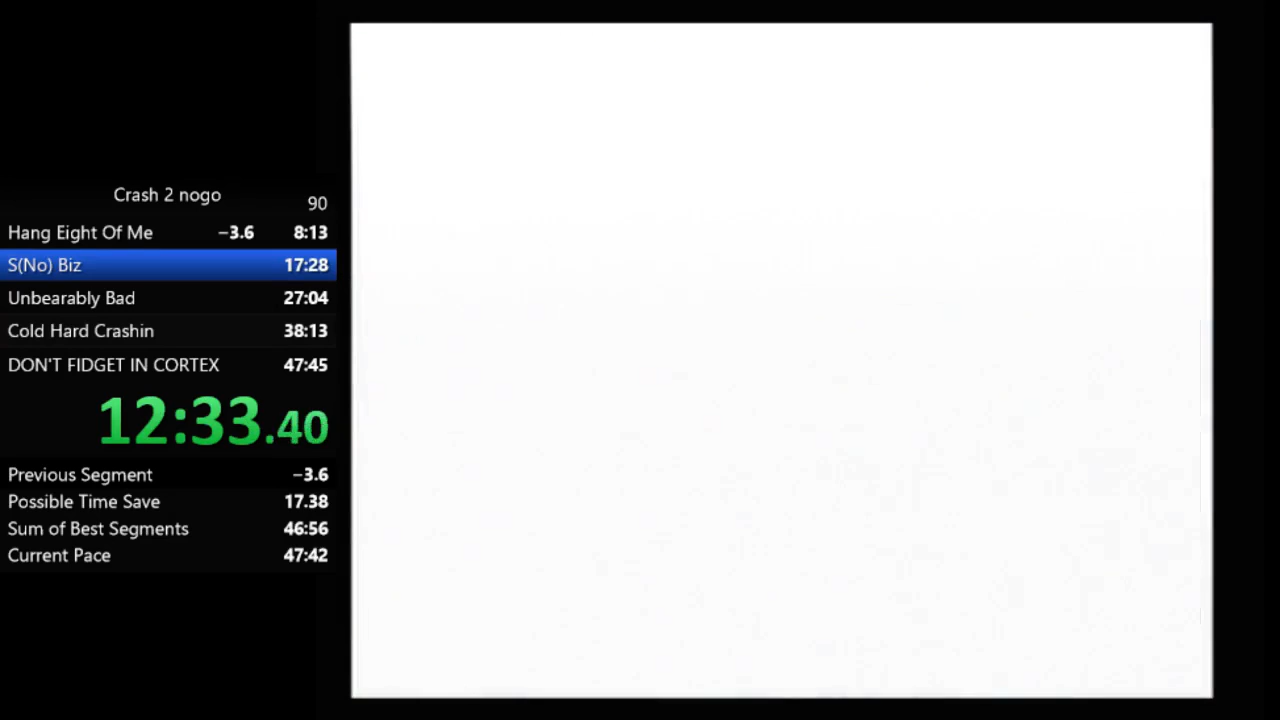 Crash 2 nogo
90
Hang Eight Of Me −3.6 8:13
S(No) Biz 17:28
Unbearably Bad 27:04
Cold Hard Crashin 38:13
DON'T FIDGET IN CORTEX 47:45
12:33.40
Previous Segment −3.6
Possible Time Save 17.38
Sum of Best Segments 46:56
Current Pace 47:42